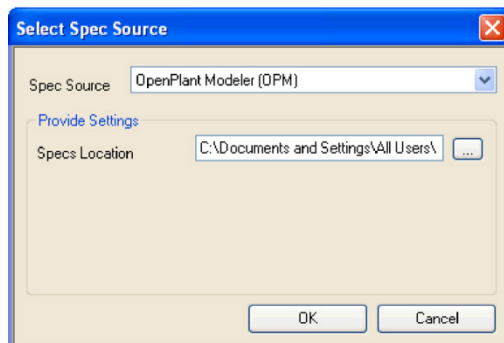 Select Spec Source
Spec Source OpenPlant Modeler (OPM)
Provide Settings
Specs Location C:\Documents and Settings\All Users\ ...
OK Cancel